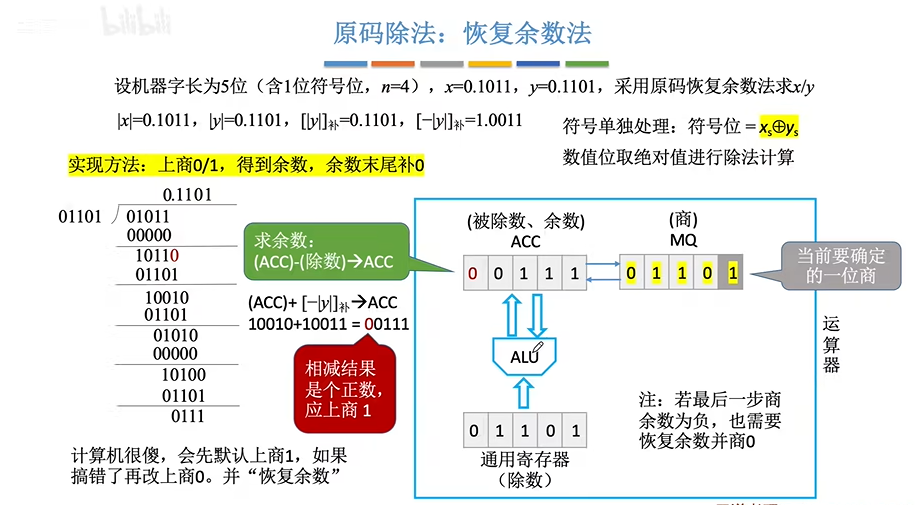 bilibili
原码除法：恢复余数法
设机器字长为5位（含1位符号位，n=4），x=0.1011，y=0.1101，采用原码恢复余数法求x/y
|x|=0.1011，|y|=0.1101，[|y|]补=0.1101，[−|y|]补=1.0011
符号单独处理：符号位 = xs⊕ys
数值位取绝对值进行除法计算
实现方法：上商0/1，得到余数，余数末尾补0
0.1101
01101 01011
00000
10110
01101
10010
01101
01010
00000
10100
01101
0111
求余数：
(ACC)-(除数)→ACC
(ACC)+ [−|y|]补→ACC
10010+10011 = 00111
相减结果
是个正数，
应上商 1
计算机很傻，会先默认上商1，如果
搞错了再改上商0。并“恢复余数”
(被除数、余数)
ACC
0 0 1 1 1
(商)
MQ
0 1 1 0 1
当前要确定
的一位商
ALU
0 1 1 0 1
通用寄存器
（除数）
运算器
注：若最后一步商
余数为负，也需要
恢复余数并商0